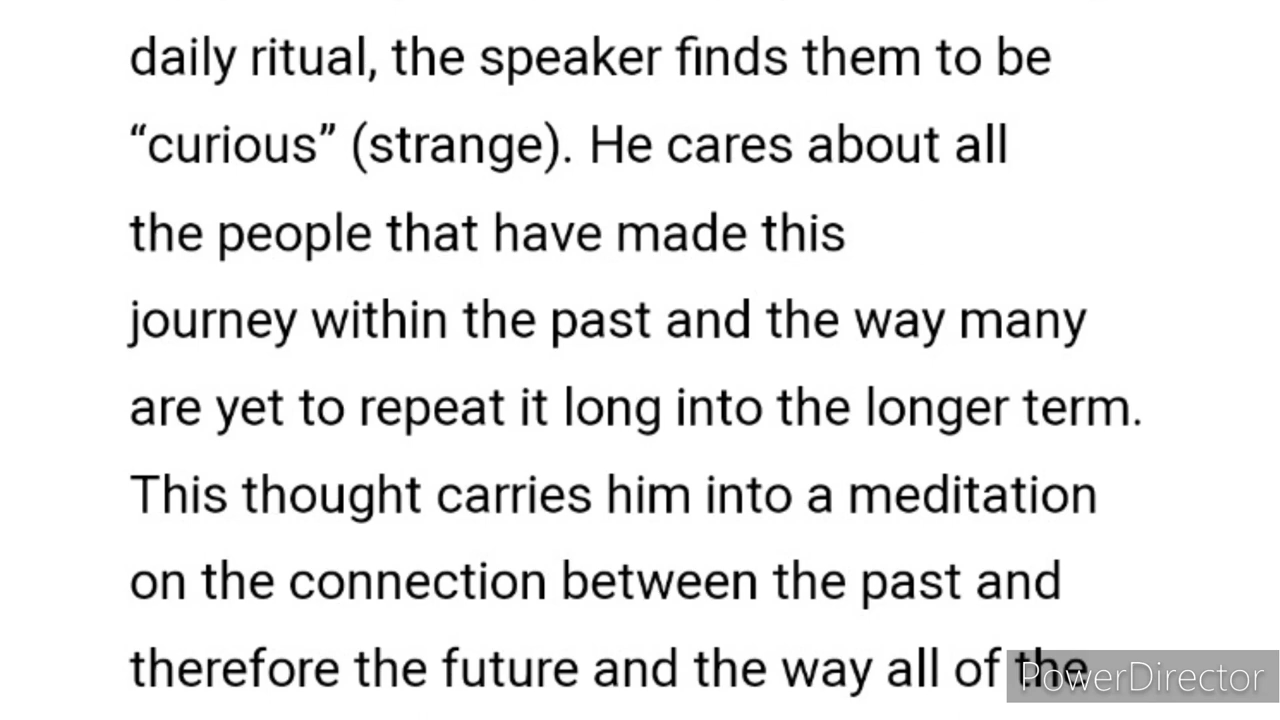 daily ritual, the speaker finds them to be
“curious” (strange). He cares about all
the people that have made this
journey within the past and the way many
are yet to repeat it long into the longer term.
This thought carries him into a meditation
on the connection between the past and
therefore the future and the way all of the
PowerDirector